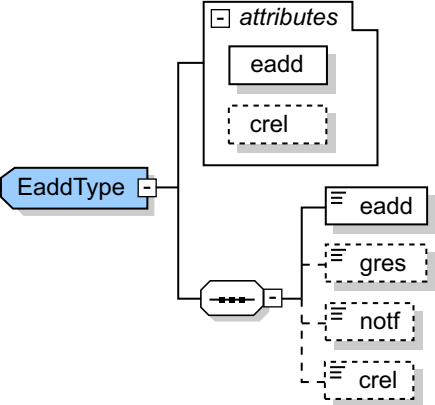 attributes
eadd
crel
EaddType
eadd
gres
notf
crel